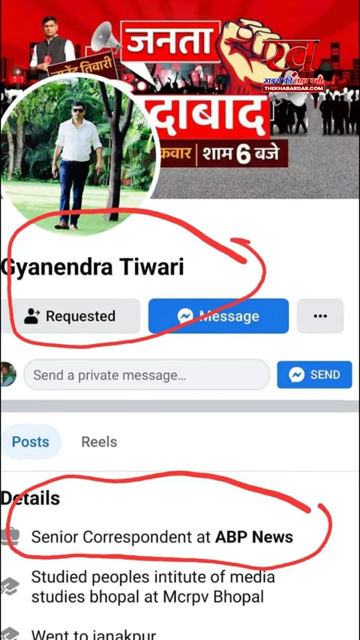 जनता
ज्ञानेंद्र तिवारी
खबरों की तेज धार
THEKHABARDAR.COM
दाबाद
शाम 6 बजे
Gyanendra Tiwari
Requested
Message
Send a private message...
SEND
Posts
Reels
Details
Senior Correspondent at ABP News
Studied peoples intitute of media
studies bhopal at Mcrpv Bhopal
Went to janakpur